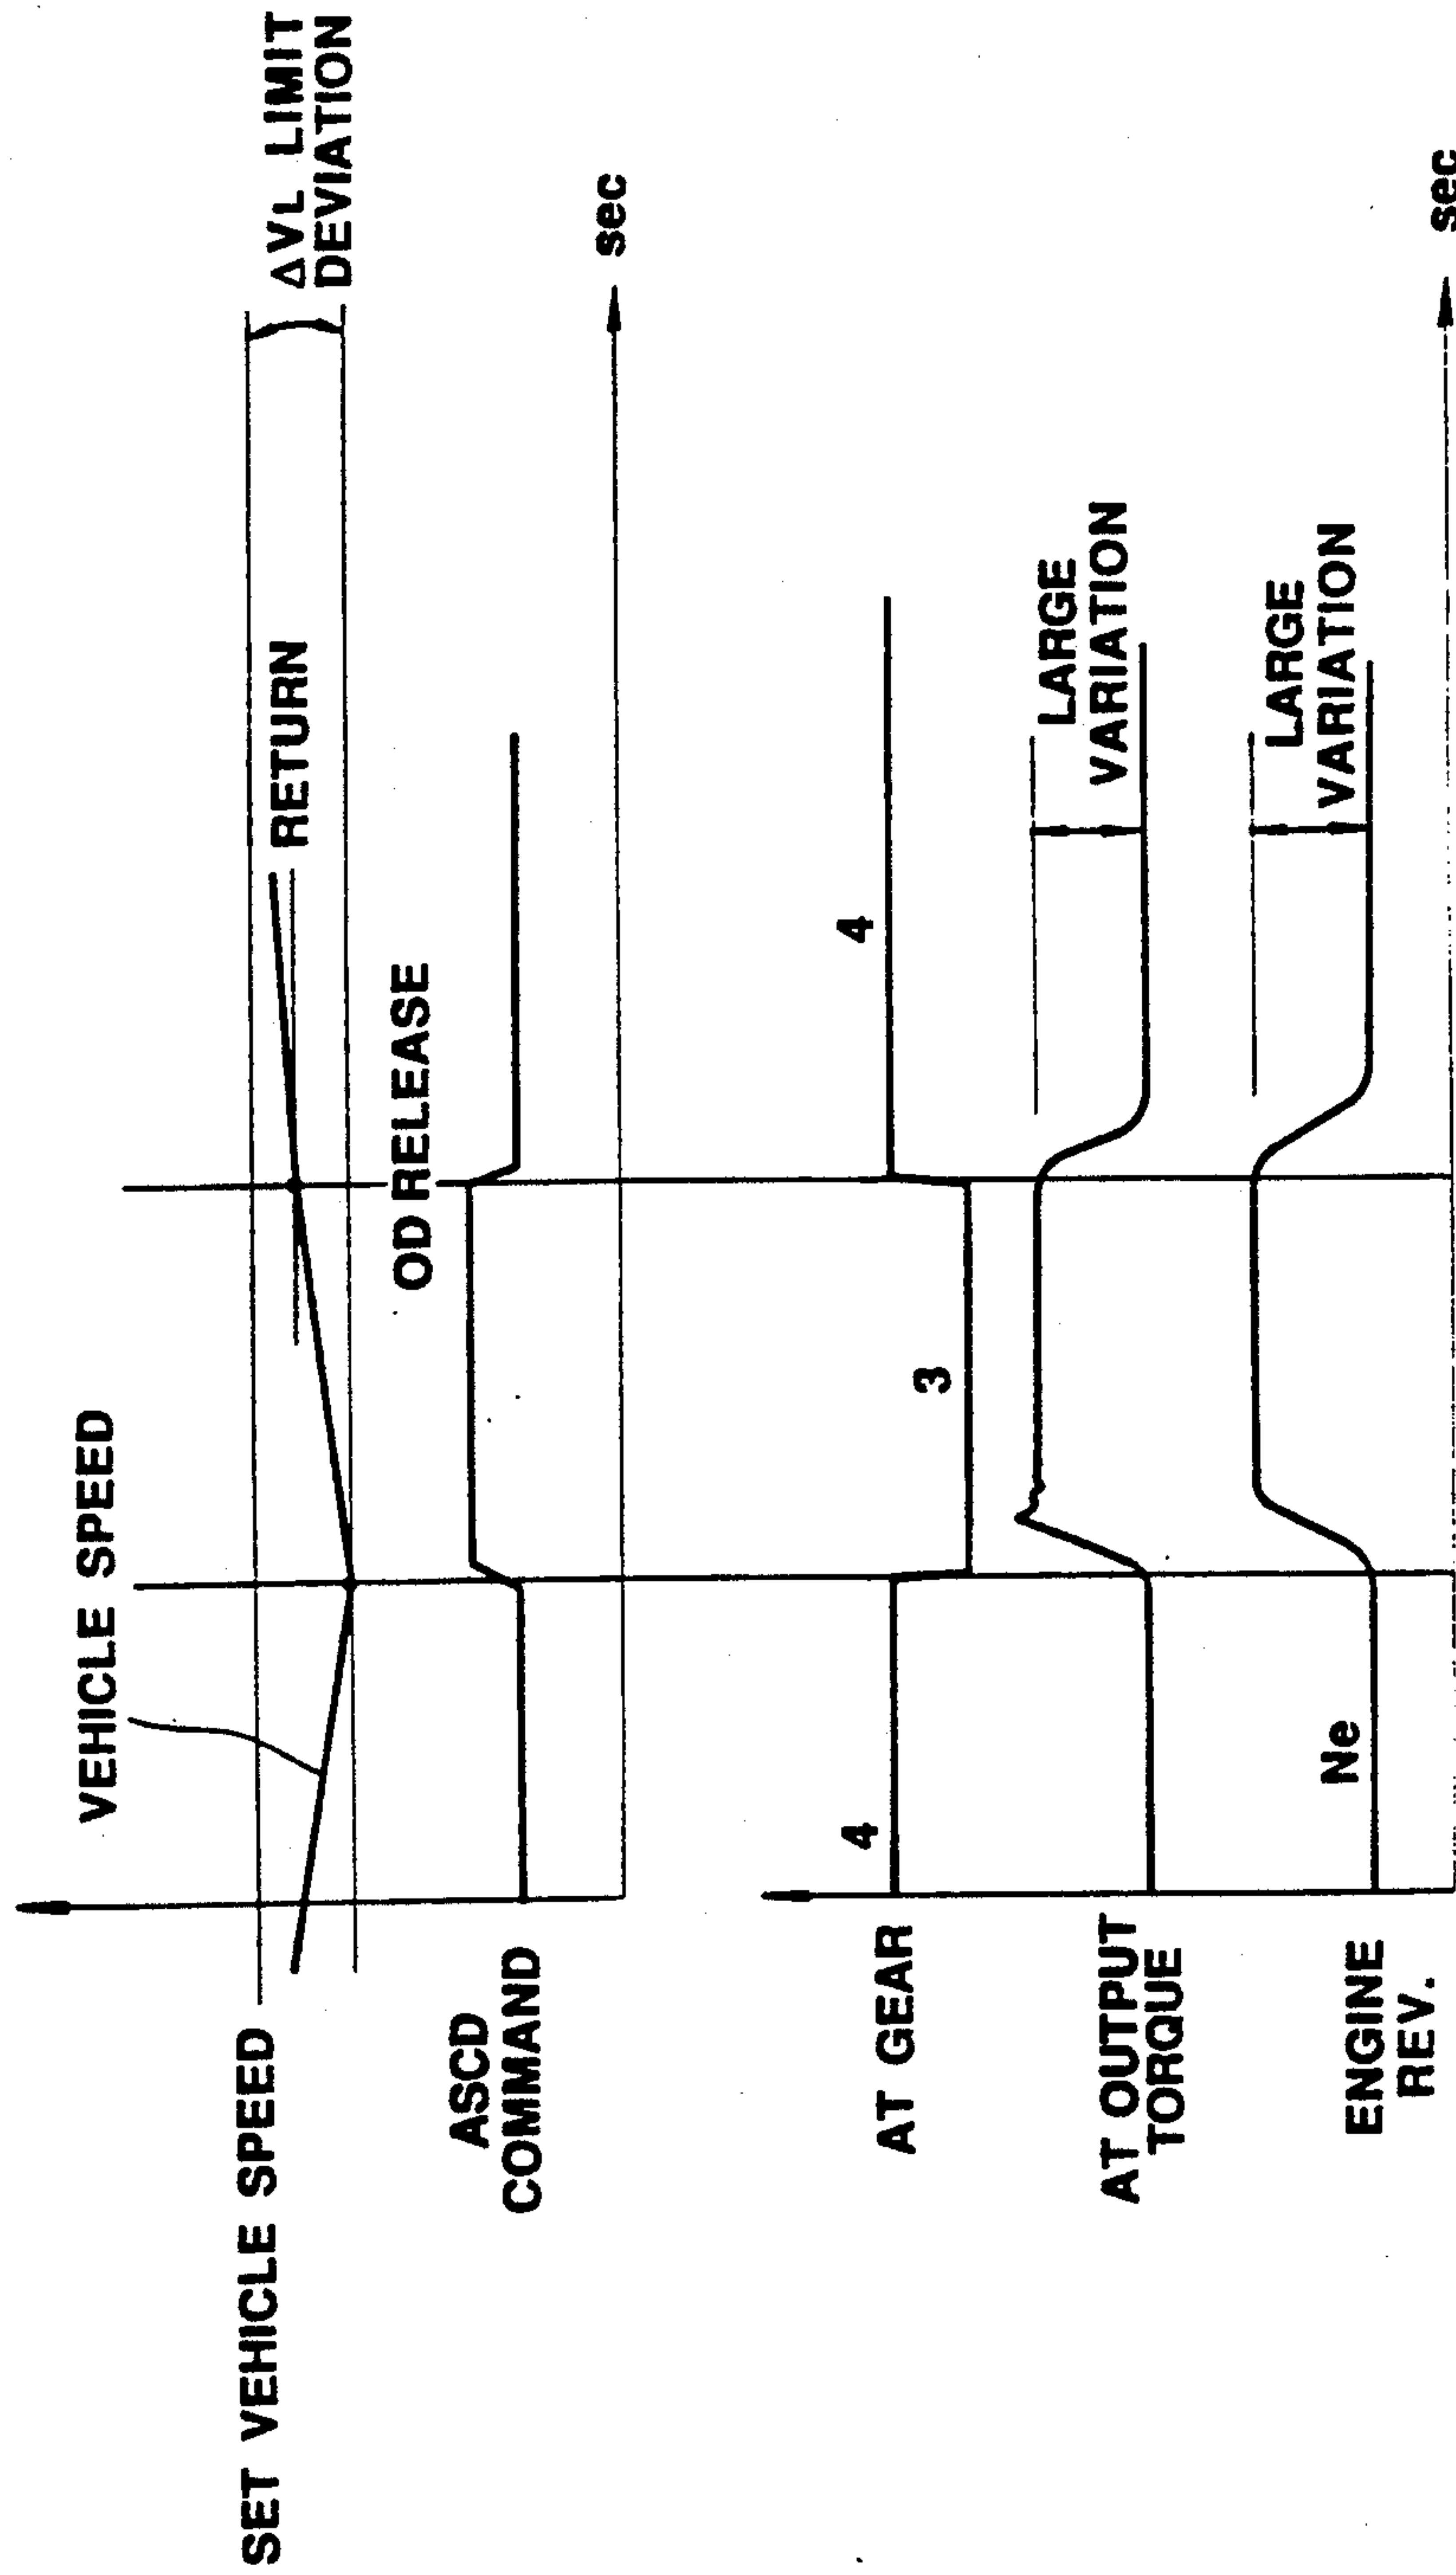 VEHICLE SPEED
SET VEHICLE SPEED
ΔVL LIMIT
DEVIATION
RETURN
OD RELEASE
ASCD
COMMAND
sec
AT GEAR
4
3
4
AT OUTPUT
TORQUE
LARGE
VARIATION
ENGINE
REV.
Ne
LARGE
VARIATION
sec